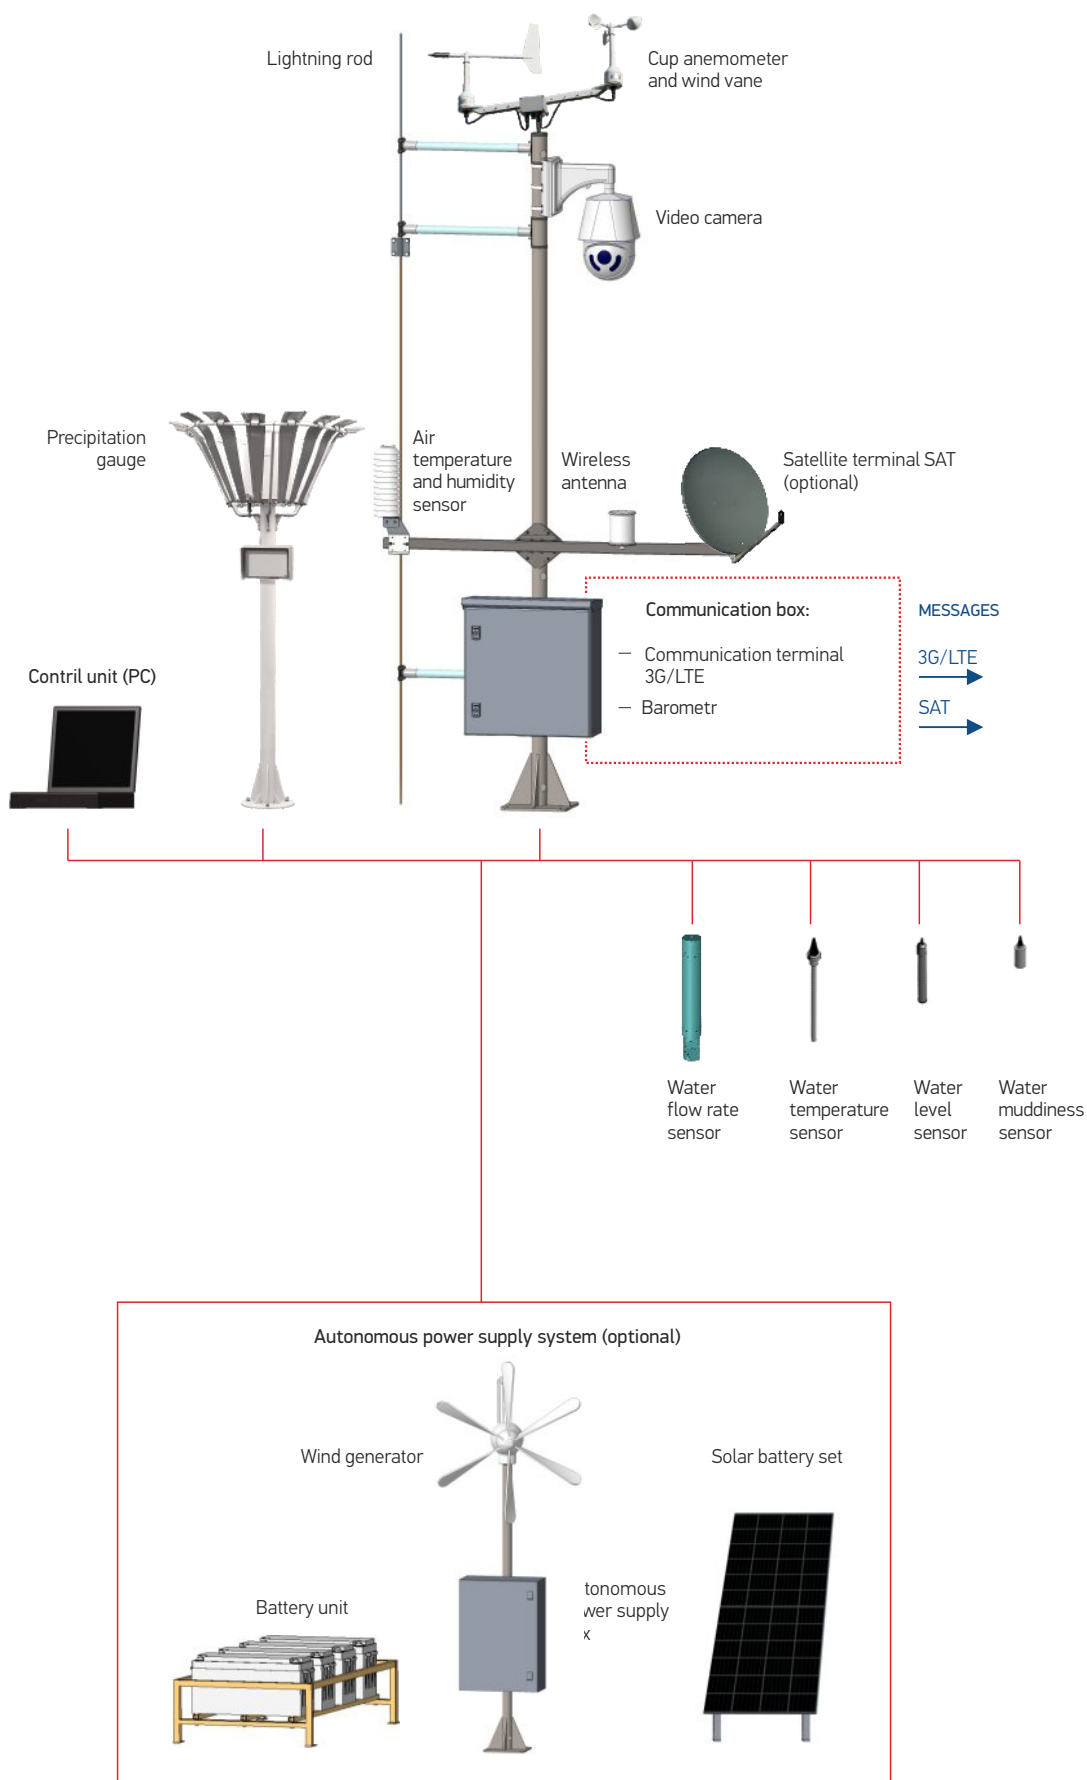 Lightning rod
Cup anemometer
and wind vane
Video camera
Precipitation
gauge
Air
temperature
and humidity
sensor
Wireless
antenna
Satellite terminal SAT
(optional)
Communication box:
— Communication terminal
3G/LTE
— Barometr
MESSAGES
3G/LTE
SAT
Contril unit (PC)
Water
flow rate
sensor
Water
temperature
sensor
Water
level
sensor
Water
muddiness
sensor
Autonomous power supply system (optional)
Wind generator
Solar battery set
Battery unit
tonomous
wer supply
x